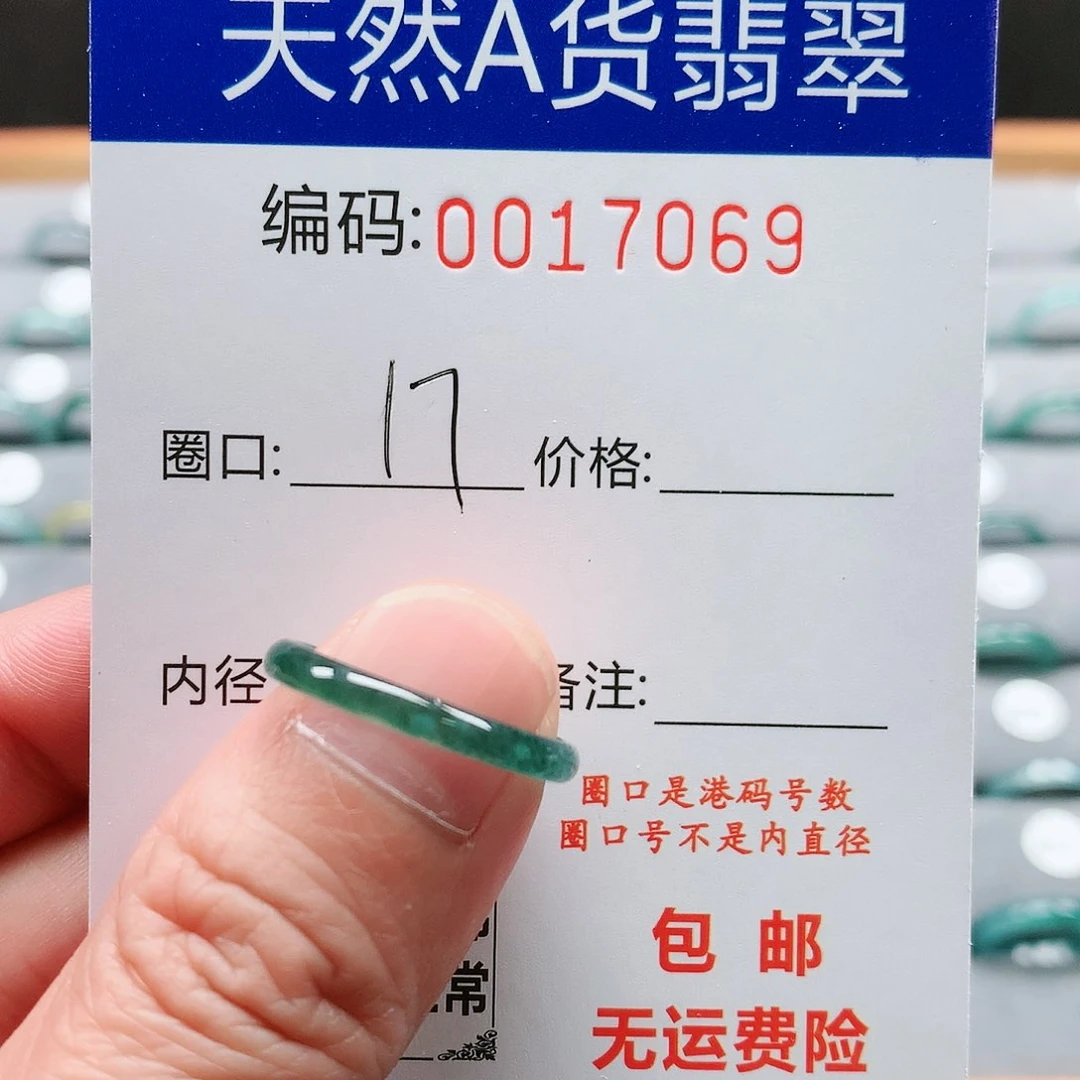 天然A货翡翠
编码:0017069
圈口: 17 价格:
内径 备注:
圈口是港码号数
圈口号不是内直径
常
包邮
无运费险